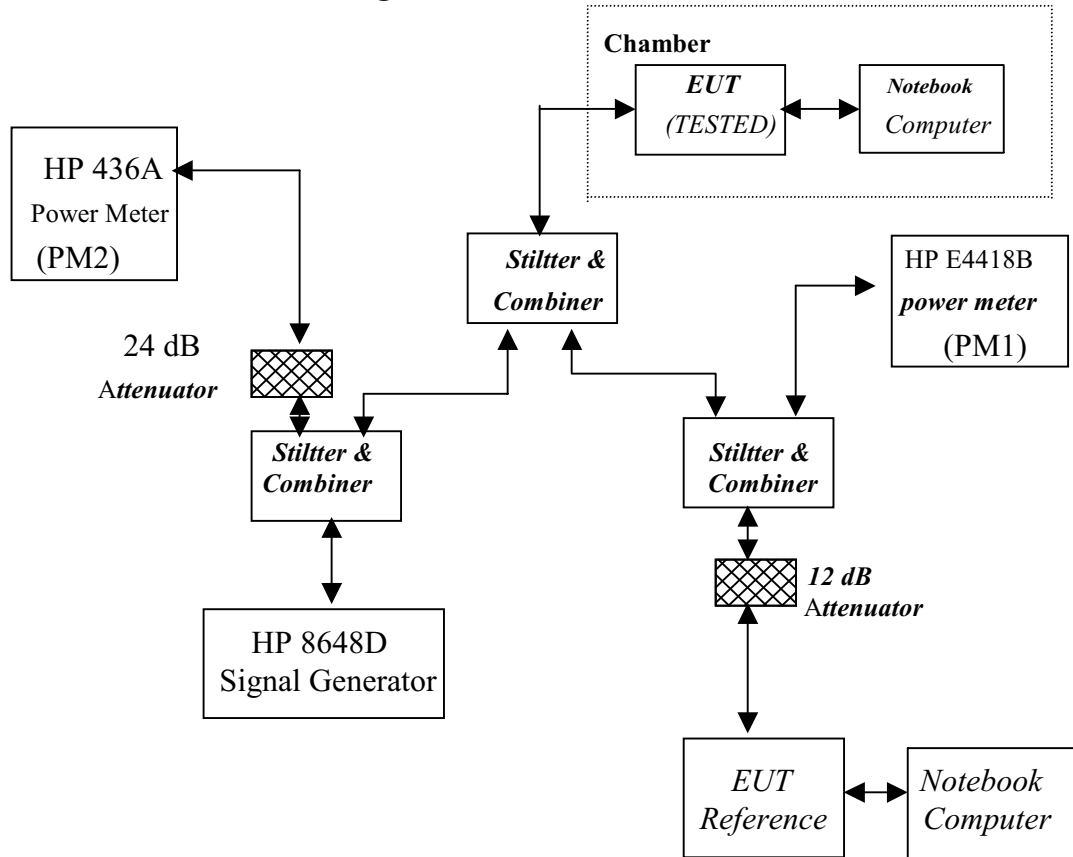 Chamber
EUT
(TESTED)
Notebook
Computer
HP 436A
Power Meter
(PM2)
Stiltter &
Combiner
HP E4418B
power meter
(PM1)
24 dB
Attenuator
Stiltter &
Combiner
Stiltter &
Combiner
12 dB
Attenuator
HP 8648D
Signal Generator
EUT
Reference
Notebook
Computer